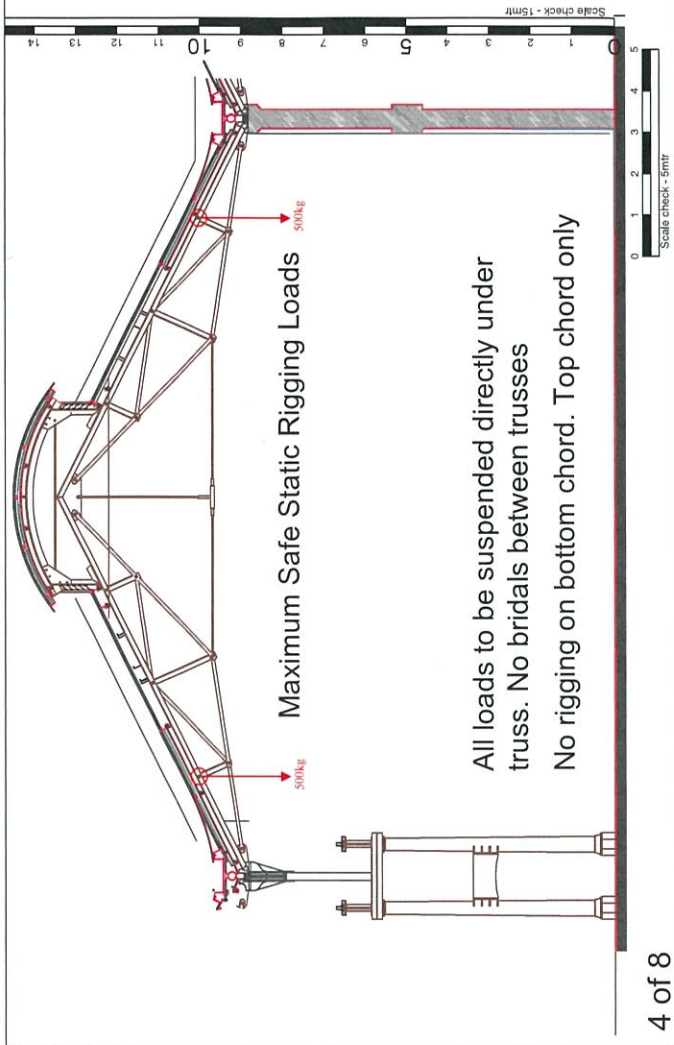 Maximum Safe Static Rigging Loads
500kg
500kg
All loads to be suspended directly under
truss. No bridals between trusses
No rigging on bottom chord. Top chord only
14
13
12
11
10
9
8
7
6
5
4
3
2
1
0
Scale check - 15mtr
0
1
2
3
4
5
Scale check - 5mtr
4 of 8